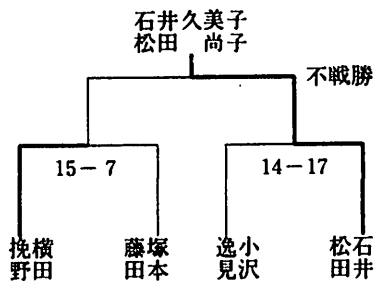 石井久美子
松田　尚子
不戦勝
15－7
14－17
挽野
横田
藤田
塚本
逸見
小沢
松田
石井